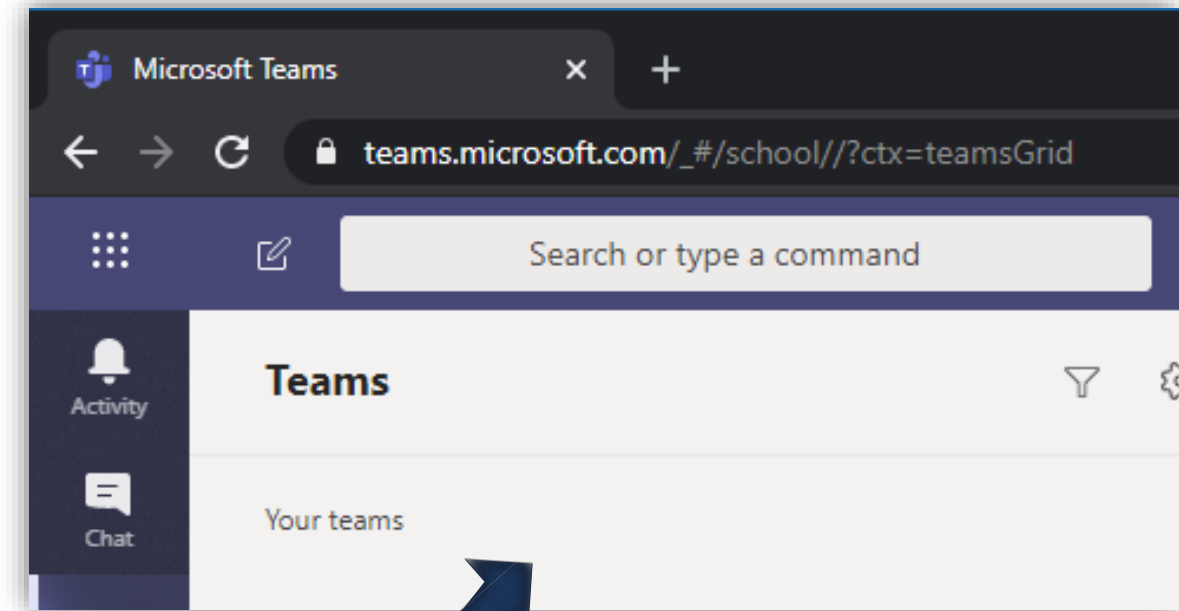 Microsoft Teams
teams.microsoft.com/_#/school//?ctx=teamsGrid
Search or type a command
Activity
Teams
Chat
Your teams